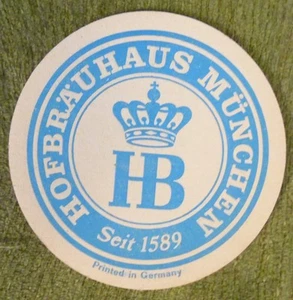 HOFBRÄUHAUS MÜNCHEN
HB
Seit 1589
Printed in Germany